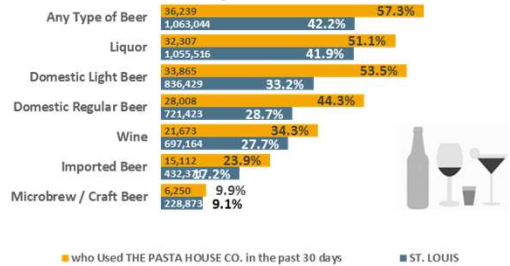 Any Type of Beer 36,239 57.3%
1,063,044 42.2%
Liquor 32,307 51.1%
1,055,516 41.9%
Domestic Light Beer 33,865 53.5%
836,429 33.2%
Domestic Regular Beer 28,008 44.3%
721,423 28.7%
Wine 21,673 34.3%
697,164 27.7%
Imported Beer 15,112 23.9%
17.2%
Microbrew / Craft Beer 6,250 9.9%
228,873 9.1%
who Used THE PASTA HOUSE CO. in the past 30 days ST. LOUIS